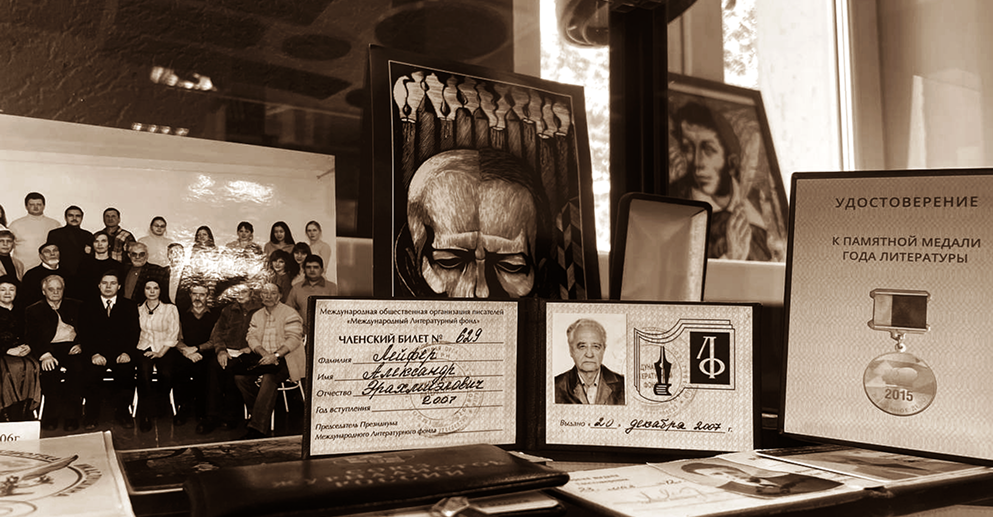 Международная общественная организация писателей
«Международный Литературный фонд»
ЧЛЕНСКИЙ БИЛЕТ № 629
Фамилия Лейфер
Имя Александр
Отчество Эрахмиэлович
Год вступления 2007
Председатель Президиума
Международного Литературного фонда
ЛФ
Выдано « 20 » декабря 2007 г.
УДОСТОВЕРЕНИЕ
К ПАМЯТНОЙ МЕДАЛИ
ГОДА ЛИТЕРАТУРЫ
2015
06г.
РОССИИ